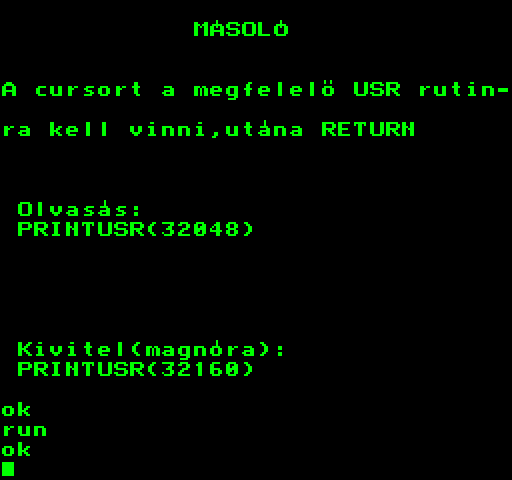 MÁSOLÓ
A cursort a megfelelö USR rutin-
ra kell vinni,utána RETURN
Olvasás:
PRINTUSR(32048)
Kivitel(magnóra):
PRINTUSR(32160)
ok
run
ok